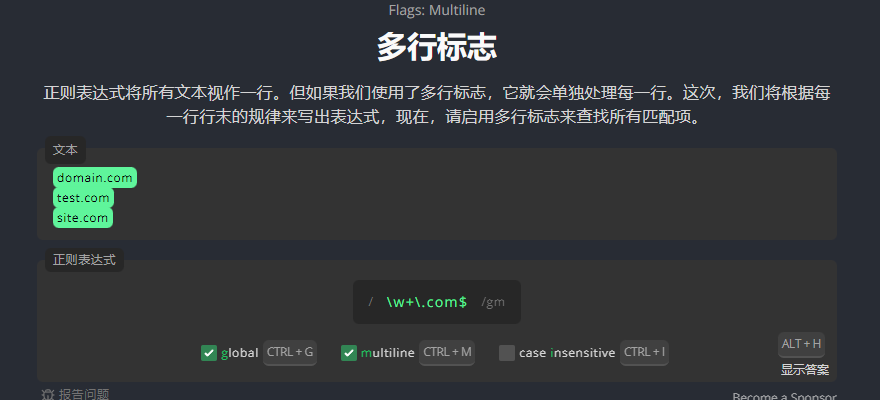 Flags: Multiline
多行标志
正则表达式将所有文本视作一行。但如果我们使用了多行标志，它就会单独处理每一行。这次，我们将根据每
一行行末的规律来写出表达式，现在，请启用多行标志来查找所有匹配项。
文本
domain.com
test.com
site.com
正则表达式
/ \w+\.com$ /gm
global CTRL + G multiline CTRL + M case insensitive CTRL + I
ALT + H
显示答案
报告问题
Become a Sponsor